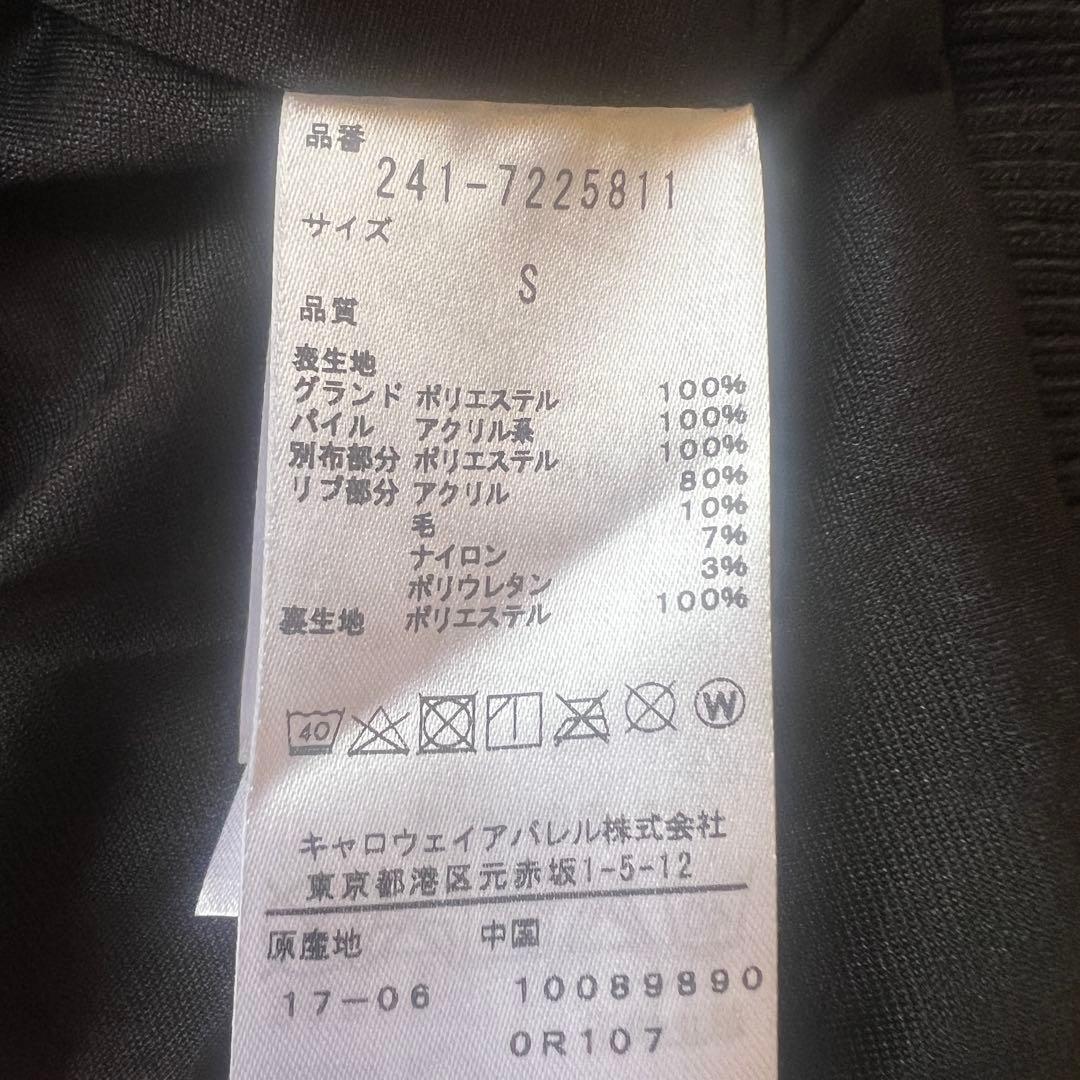 品番
241-7225811
サイズ
S
品質
表生地
グランド ポリエステル 100%
パイル アクリル系 100%
別布部分 ポリエステル 100%
リブ部分 アクリル 80%
毛 10%
ナイロン 7%
ポリウレタン 3%
裏生地 ポリエステル 100%
40 W
キャロウェイアパレル株式会社
東京都港区元赤坂1-5-12
原産地 中国
17-06 10089890
0R107